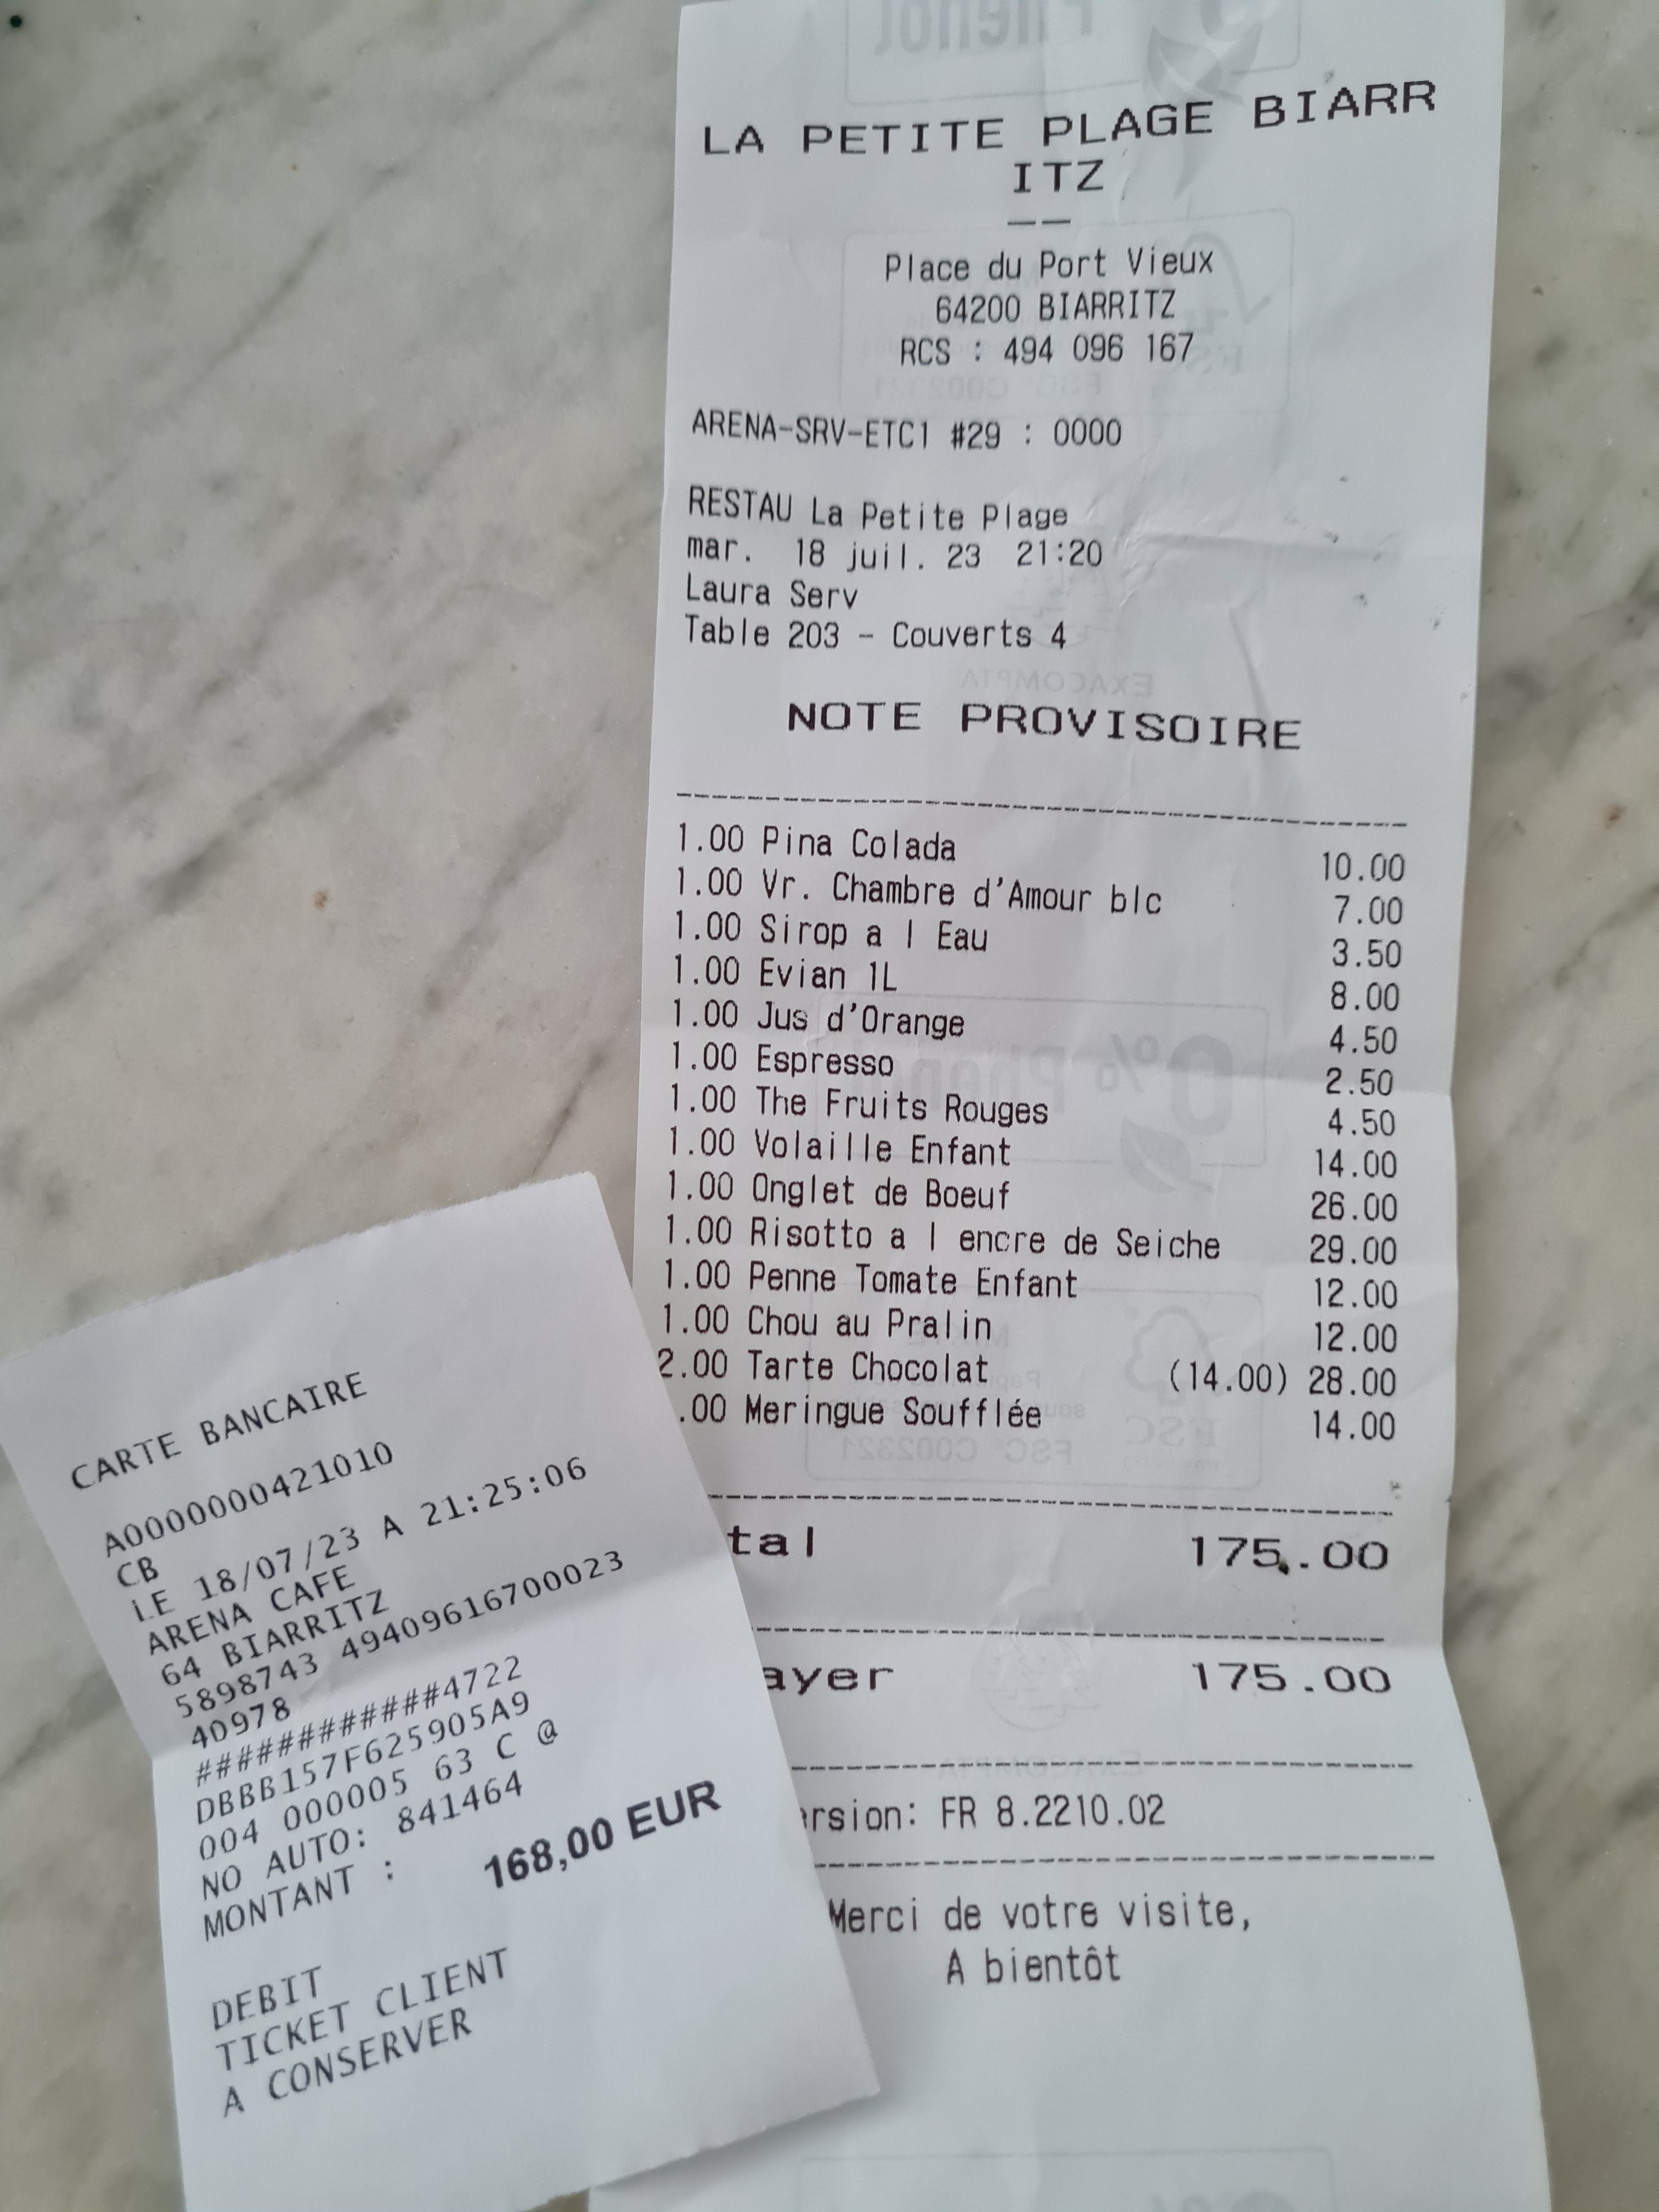 LA PETITE PLAGE BIARR
ITZ
--
Place du Port Vieux
64200 BIARRITZ
RCS : 494 096 167
ARENA-SRV-ETC1 #29 : 0000
RESTAU La Petite Plage
mar. 18 juil. 23 21:20
Laura Serv
Table 203 - Couverts 4
NOTE PROVISOIRE
1.00 Pina Colada 10.00
1.00 Vr. Chambre d'Amour blc 7.00
1.00 Sirop a l Eau 3.50
1.00 Evian 1L 8.00
1.00 Jus d'Orange 4.50
1.00 Espresso 2.50
1.00 The Fruits Rouges 4.50
1.00 Volaille Enfant 14.00
1.00 Onglet de Boeuf 26.00
1.00 Risotto a l encre de Seiche 29.00
1.00 Penne Tomate Enfant 12.00
1.00 Chou au Pralin 12.00
2.00 Tarte Chocolat (14.00) 28.00
.00 Meringue Soufflée 14.00
tal 175.00
ayer 175.00
ersion: FR 8.2210.02
Merci de votre visite,
A bientôt
CARTE BANCAIRE
A0000000421010
CB
LE 18/07/23 A 21:25:06
ARENA CAFE
64 BIARRITZ
5898743 49409616700023
40978
############4722
DBBB157F625905A9
004 000005 63 C @
NO AUTO: 841464
MONTANT : 168,00 EUR
DEBIT
TICKET CLIENT
A CONSERVER